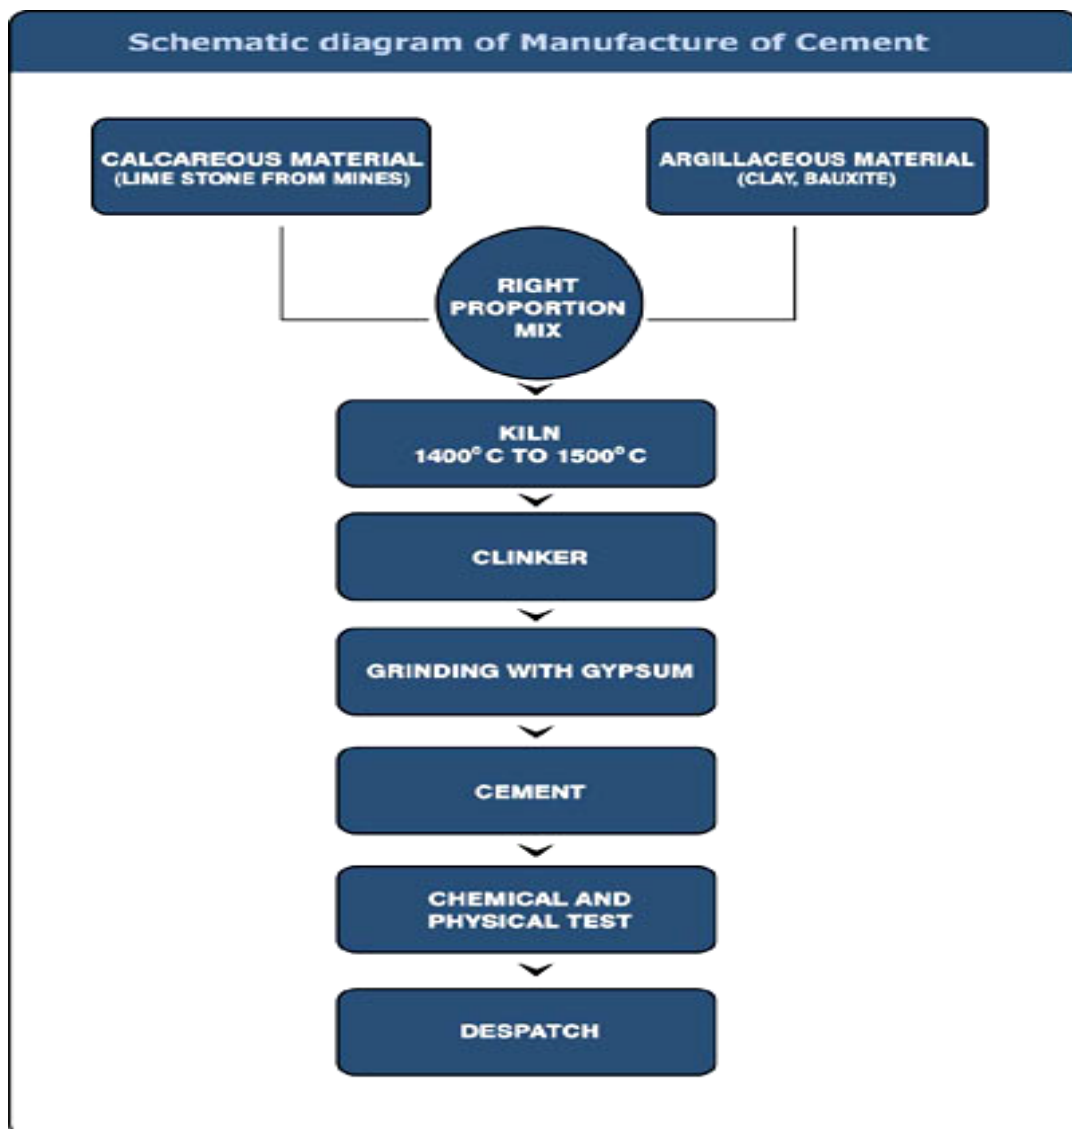 Schematic diagram of Manufacture of Cement
CALCAREOUS MATERIAL
(LIME STONE FROM MINES)
ARGILLACEOUS MATERIAL
(CLAY, BAUXITE)
RIGHT
PROPORTION
MIX
KILN
1400°C TO 1500°C
CLINKER
GRINDING WITH GYPSUM
CEMENT
CHEMICAL AND
PHYSICAL TEST
DESPATCH